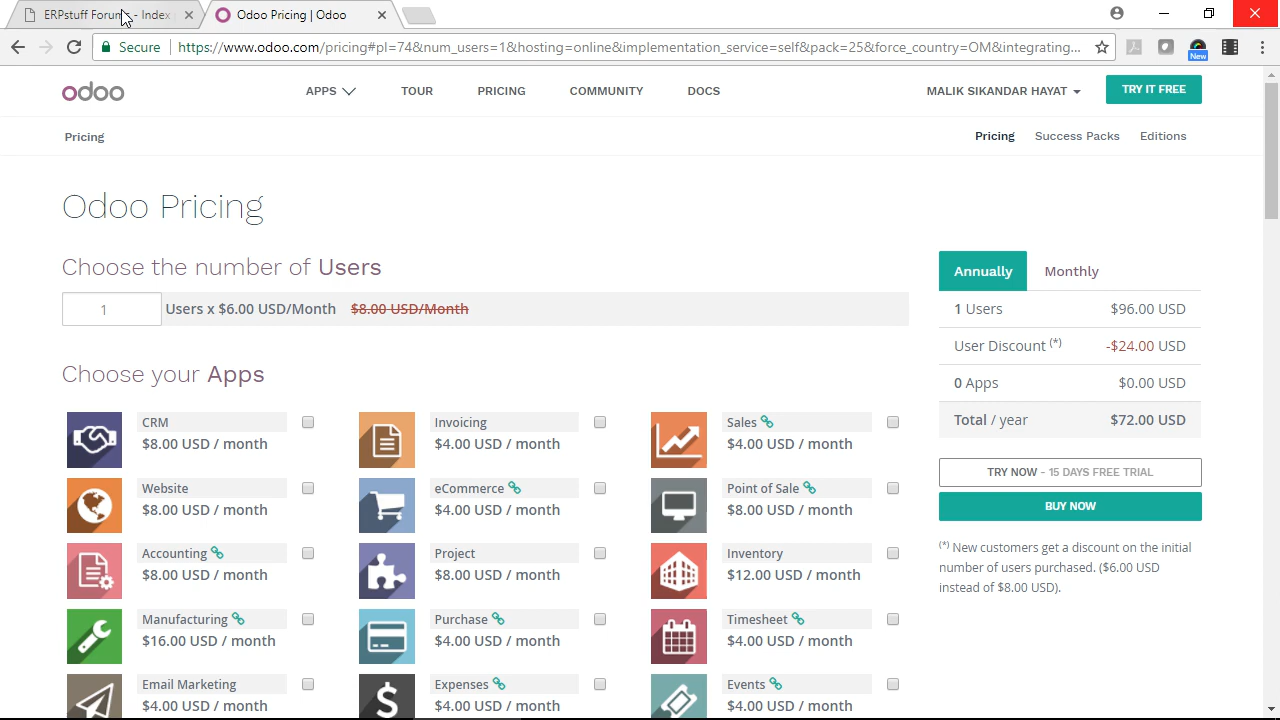 ERPstuff Forums - Index
Odoo Pricing | Odoo
Secure
https://www.odoo.com/pricing#pl=74&num_users=1&hosting=online&implementation_service=self&pack=25&force_country=OM&integrating...
New
odoo
APPS
TOUR
PRICING
COMMUNITY
DOCS
MALIK SIKANDAR HAYAT
TRY IT FREE
Pricing
Pricing
Success Packs
Editions
Odoo Pricing
Choose the number of Users
1 Users x $6.00 USD/Month $8.00 USD/Month
Choose your Apps
CRM
$8.00 USD / month
Invoicing
$4.00 USD / month
Sales
$4.00 USD / month
Website
$8.00 USD / month
eCommerce
$4.00 USD / month
Point of Sale
$8.00 USD / month
Accounting
$8.00 USD / month
Project
$8.00 USD / month
Inventory
$12.00 USD / month
Manufacturing
$16.00 USD / month
Purchase
$4.00 USD / month
Timesheet
$4.00 USD / month
Email Marketing
$4.00 USD / month
Expenses
$4.00 USD / month
Events
$4.00 USD / month
Annually
Monthly
1 Users $96.00 USD
User Discount (*) -$24.00 USD
0 Apps $0.00 USD
Total / year $72.00 USD
TRY NOW - 15 DAYS FREE TRIAL
BUY NOW
(*) New customers get a discount on the initial
number of users purchased. ($6.00 USD
instead of $8.00 USD).